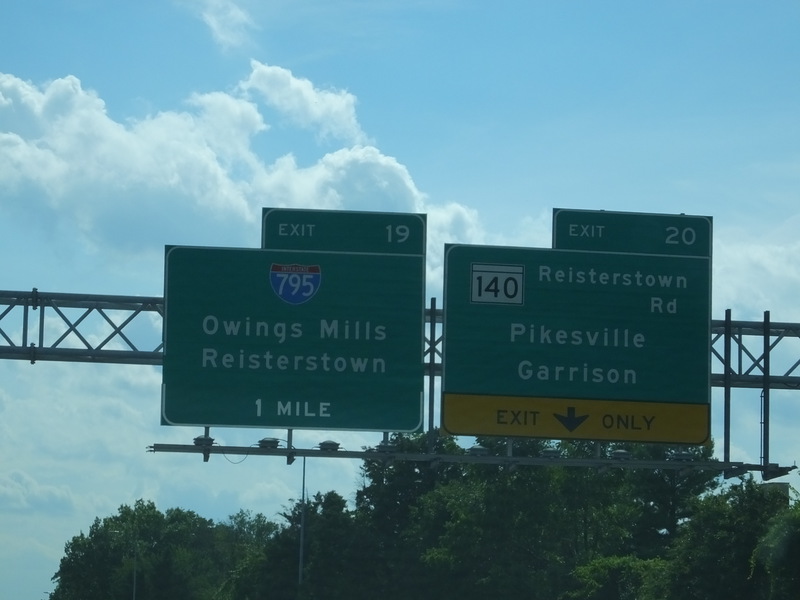 EXIT 19
INTERSTATE
795
Owings Mills
Reisterstown
1 MILE
EXIT 20
140 Reisterstown
Rd
Pikesville
Garrison
EXIT ONLY